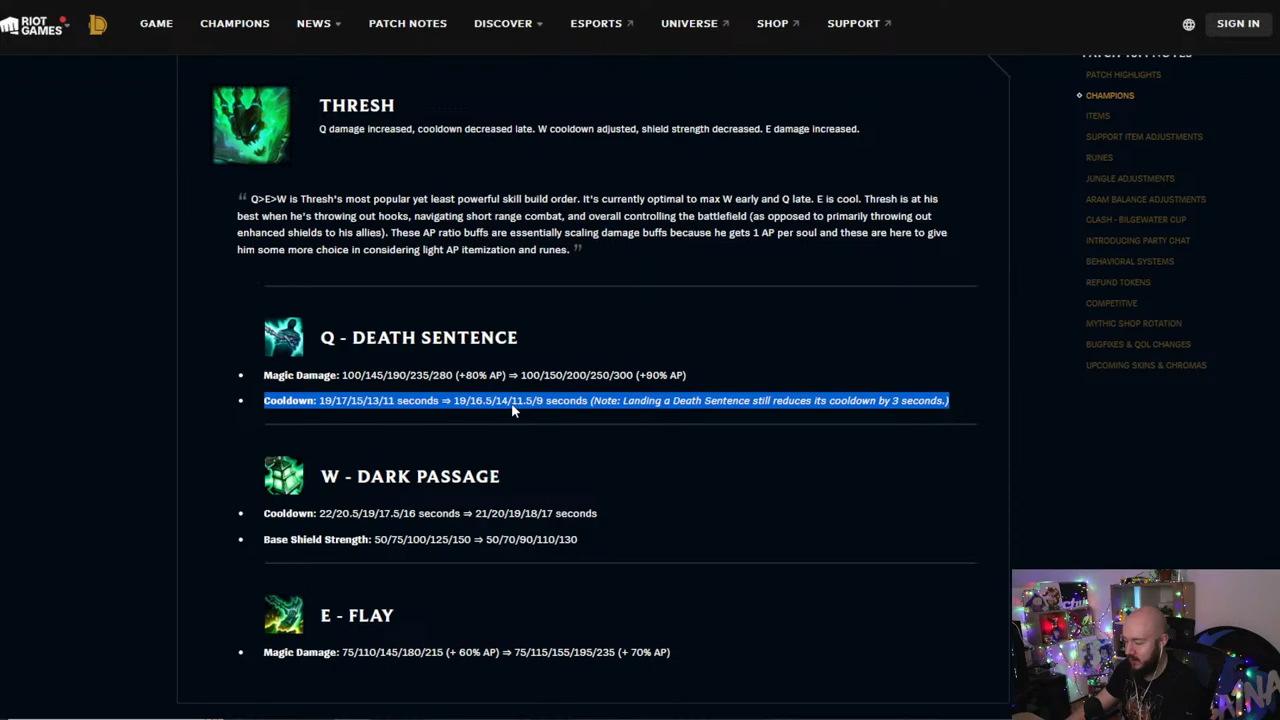 RIOT GAMES
GAME
CHAMPIONS
NEWS
PATCH NOTES
DISCOVER
ESPORTS
UNIVERSE
SHOP
SUPPORT
SIGN IN
THRESH
Q damage increased, cooldown decreased late. W cooldown adjusted, shield strength decreased. E damage increased.
“ Q>E>W is Thresh's most popular yet least powerful skill build order. It's currently optimal to max W early and Q late. E is cool. Thresh is at his
best when he's throwing out hooks, navigating short range combat, and overall controlling the battlefield (as opposed to primarily throwing out
enhanced shields to his allies). These AP ratio buffs are essentially scaling damage buffs because he gets 1 AP per soul and these are here to give
him some more choice in considering light AP itemization and runes. ”
Q - DEATH SENTENCE
• Magic Damage: 100/145/190/235/280 (+80% AP) ⇒ 100/150/200/250/300 (+90% AP)
• Cooldown: 19/17/15/13/11 seconds ⇒ 19/16.5/14/11.5/9 seconds (Note: Landing a Death Sentence still reduces its cooldown by 3 seconds.)
W - DARK PASSAGE
• Cooldown: 22/20.5/19/17.5/16 seconds ⇒ 21/20/19/18/17 seconds
• Base Shield Strength: 50/75/100/125/150 ⇒ 50/70/90/110/130
E - FLAY
• Magic Damage: 75/110/145/180/215 (+ 60% AP) ⇒ 75/115/155/195/235 (+ 70% AP)
PATCH HIGHLIGHTS
CHAMPIONS
ITEMS
SUPPORT ITEM ADJUSTMENTS
RUNES
JUNGLE ADJUSTMENTS
ARAM BALANCE ADJUSTMENTS
CLASH - BILGEWATER CUP
INTRODUCING PARTY CHAT
BEHAVIORAL SYSTEMS
REFUND TOKENS
COMPETITIVE
MYTHIC SHOP ROTATION
BUGFIXES & QOL CHANGES
UPCOMING SKINS & CHROMAS